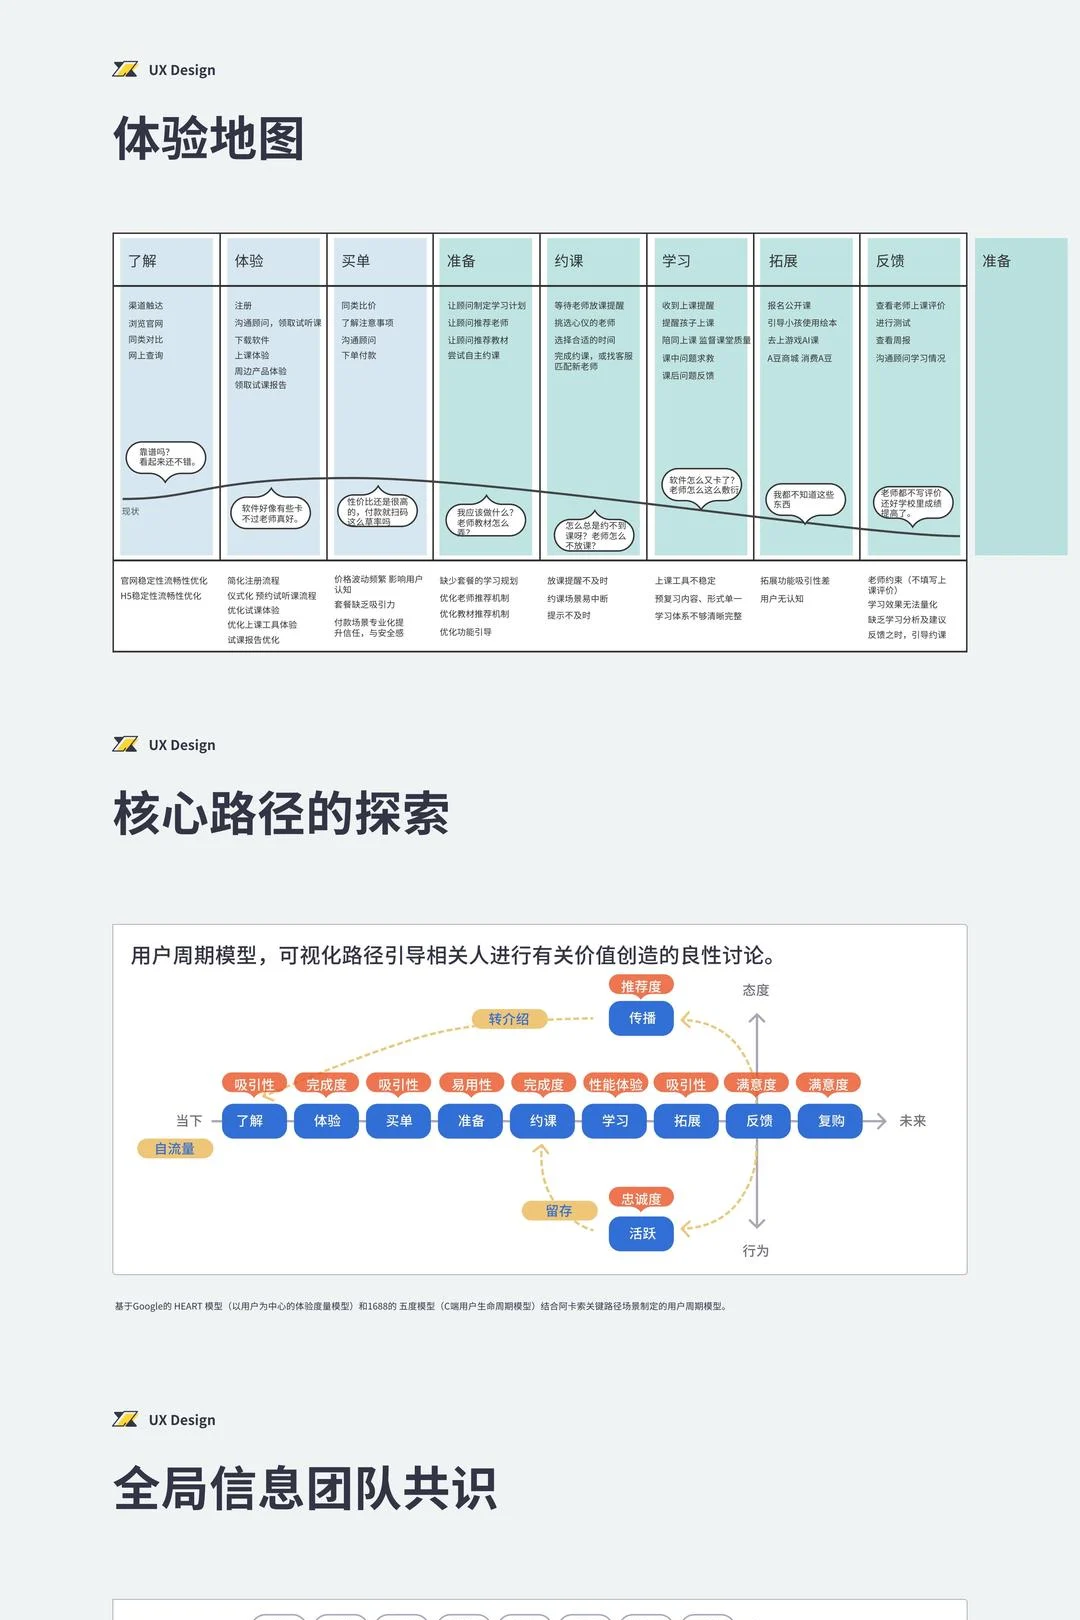 UX Design
体验地图
了解
体验
买单
准备
约课
学习
拓展
反馈
准备
渠道触达
浏览官网
同类对比
网上查询
注册
沟通顾问，领取试听课
下载软件
上课体验
周边产品体验
领取试课报告
同类比价
了解注意事项
沟通顾问
下单付款
让顾问制定学习计划
让顾问推荐老师
让顾问推荐教材
尝试自主约课
等待老师放课提醒
挑选心仪的老师
选择合适的时间
完成约课，或找客服
匹配新老师
收到上课提醒
提醒孩子上课
陪同上课 监督课堂质量
课中问题求救
课后问题反馈
报名公开课
引导小孩使用绘本
去上游戏AI课
A豆商城 消费A豆
查看老师上课评价
进行测试
查看周报
沟通顾问学习情况
靠谱吗？
看起来还不错。
现状
软件好像有些卡
不过老师真好。
性价比还是很高
的，付款就扫码
这么草率吗
我应该做什么？
老师教材怎么
弄？
怎么总是约不到
课呀？老师怎么
不放课？
软件怎么又卡了？
老师怎么这么敷衍
我都不知道这些
东西
老师都不写评价
还好学校里成绩
提高了。
官网稳定性流畅性优化
H5稳定性流畅性优化
简化注册流程
仪式化 预约试听课流程
优化试课体验
优化上课工具体验
试课报告优化
价格波动频繁 影响用户
认知
套餐缺乏吸引力
付款场景专业化提
升信任，与安全感
缺少套餐的学习规划
优化老师推荐机制
优化教材推荐机制
优化功能引导
放课提醒不及时
约课场景易中断
提示不及时
上课工具不稳定
预复习内容、形式单一
学习体系不够清晰完整
拓展功能吸引性差
用户无认知
老师约束（不填写上
课评价）
学习效果无法量化
缺乏学习分析及建议
反馈之时，引导约课
UX Design
核心路径的探索
用户周期模型，可视化路径引导相关人进行有关价值创造的良性讨论。
推荐度
传播
态度
转介绍
吸引性
完成度
吸引性
易用性
完成度
性能体验
吸引性
满意度
满意度
当下
了解
体验
买单
准备
约课
学习
拓展
反馈
复购
未来
自流量
忠诚度
留存
活跃
行为
基于Google的 HEART 模型（以用户为中心的体验度量模型）和1688的 五度模型（C端用户生命周期模型）结合阿卡索关键路径场景制定的用户周期模型。
UX Design
全局信息团队共识